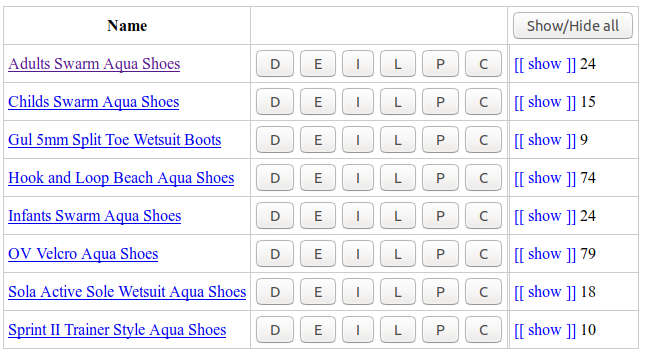 Name Show/Hide all
Adults Swarm Aqua Shoes D E I L P C [[ show ]] 24
Childs Swarm Aqua Shoes D E I L P C [[ show ]] 15
Gul 5mm Split Toe Wetsuit Boots D E I L P C [[ show ]] 9
Hook and Loop Beach Aqua Shoes D E I L P C [[ show ]] 74
Infants Swarm Aqua Shoes D E I L P C [[ show ]] 24
OV Velcro Aqua Shoes D E I L P C [[ show ]] 79
Sola Active Sole Wetsuit Aqua Shoes D E I L P C [[ show ]] 18
Sprint II Trainer Style Aqua Shoes D E I L P C [[ show ]] 10